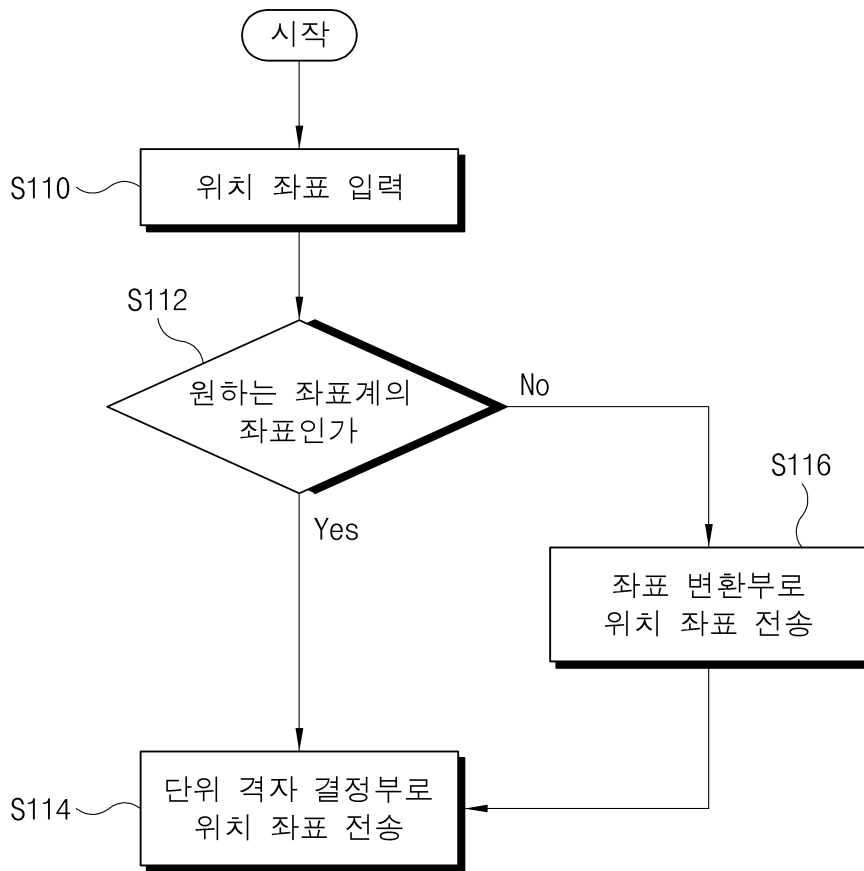 시작
S110
위치 좌표 입력
S112
원하는 좌표계의
좌표인가
No
Yes
S116
좌표 변환부로
위치 좌표 전송
S114
단위 격자 결정부로
위치 좌표 전송